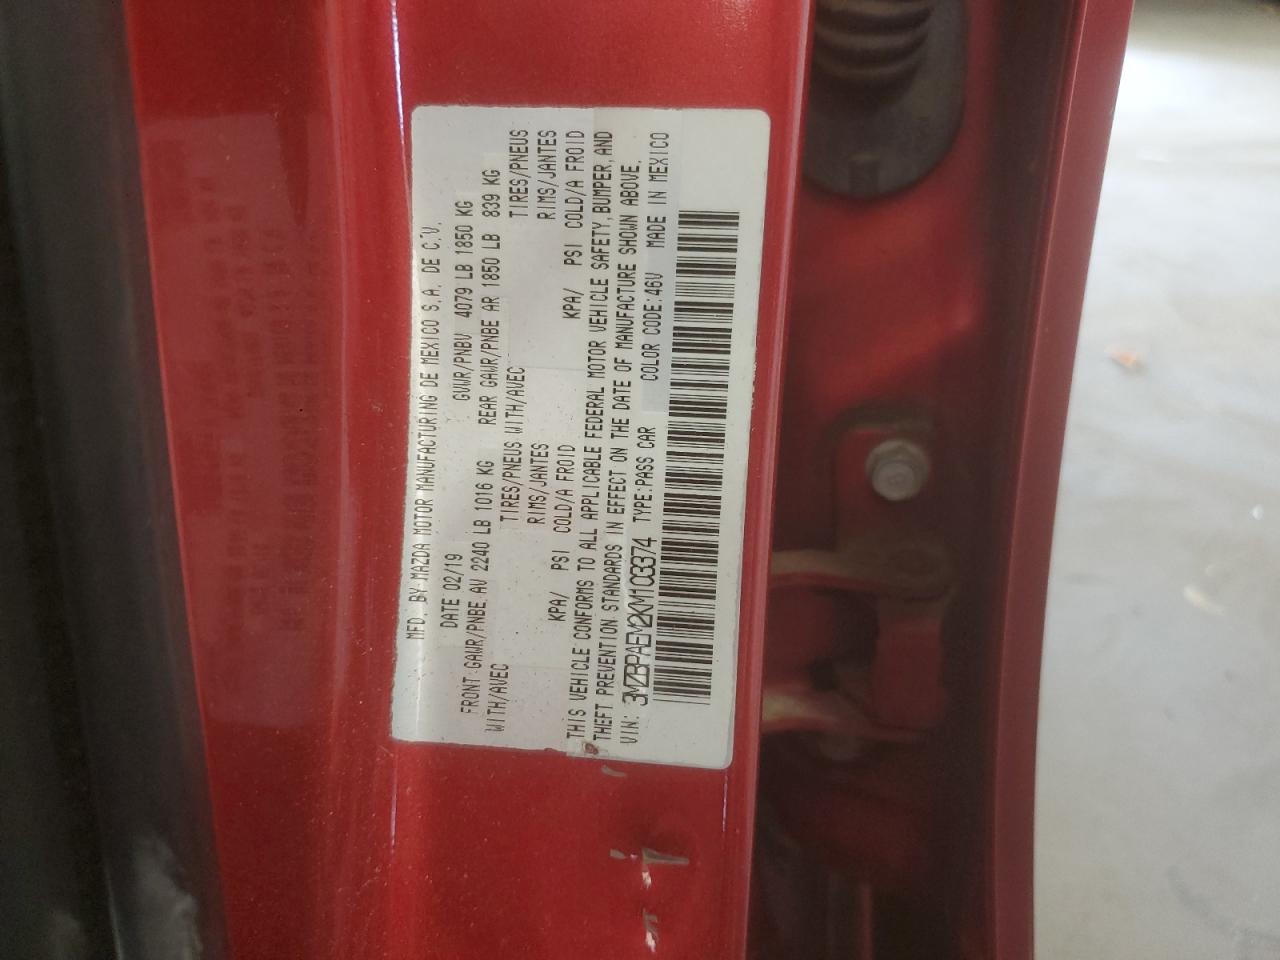 MFD. BY MAZDA MOTOR MANUFACTURING DE MEXICO S.A. DE C.V.
DATE 02/19 GVWR/PNBV 4079 LB 1850 KG
FRONT GAWR/PNBE AV 2240 LB 1016 KG REAR GAWR/PNBE AR 1850 LB 839 KG
WITH/AVEC TIRES/PNEUS WITH/AVEC TIRES/PNEUS
RIMS/JANTES RIMS/JANTES
KPA/ PSI COLD/A FROID KPA/ PSI COLD/A FROID
THIS VEHICLE CONFORMS TO ALL APPLICABLE FEDERAL MOTOR VEHICLE SAFETY, BUMPER, AND
THEFT PREVENTION STANDARDS IN EFFECT ON THE DATE OF MANUFACTURE SHOWN ABOVE.
VIN: 3MZBPAEM2KM103374 TYPE:PASS CAR COLOR CODE:46V MADE IN MEXICO